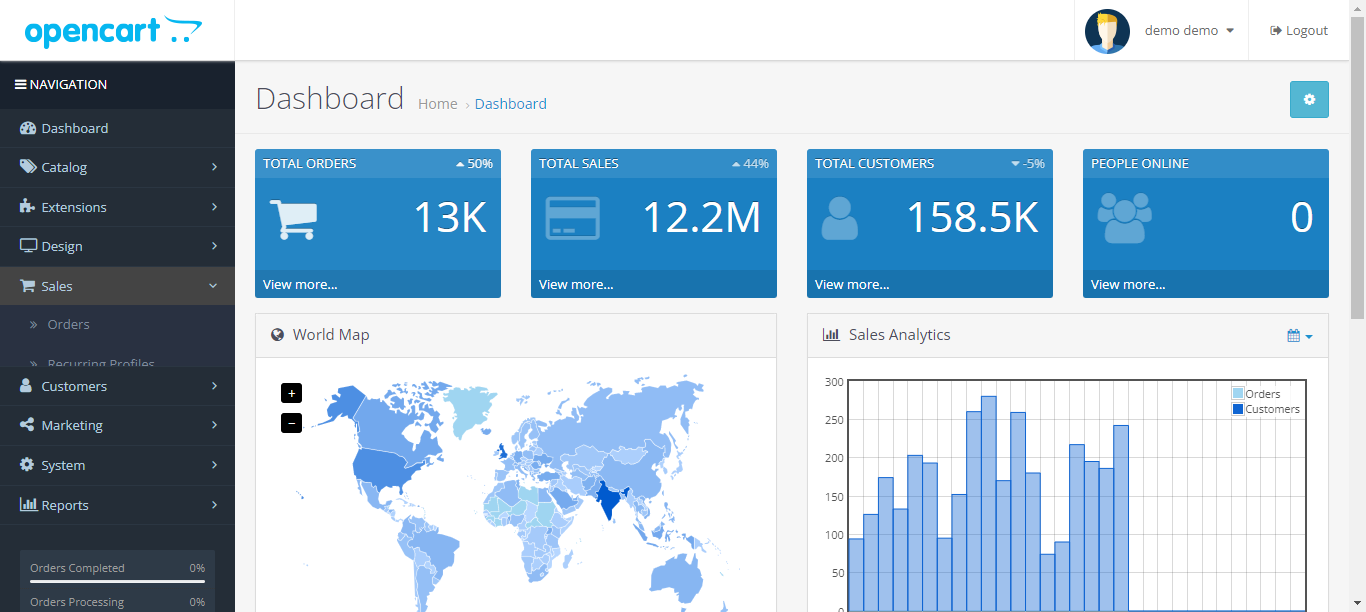 opencart
demo demo
Logout
NAVIGATION
Dashboard
Catalog
Extensions
Design
Sales
Orders
Recurring Profiles
Customers
Marketing
System
Reports
Orders Completed 0%
Orders Processing 0%
Dashboard Home › Dashboard
TOTAL ORDERS 50%
13K
View more...
TOTAL SALES 44%
12.2M
View more...
TOTAL CUSTOMERS -5%
158.5K
View more...
PEOPLE ONLINE
0
View more...
World Map
+
−
Sales Analytics
300
250
200
150
100
50
0
Orders
Customers